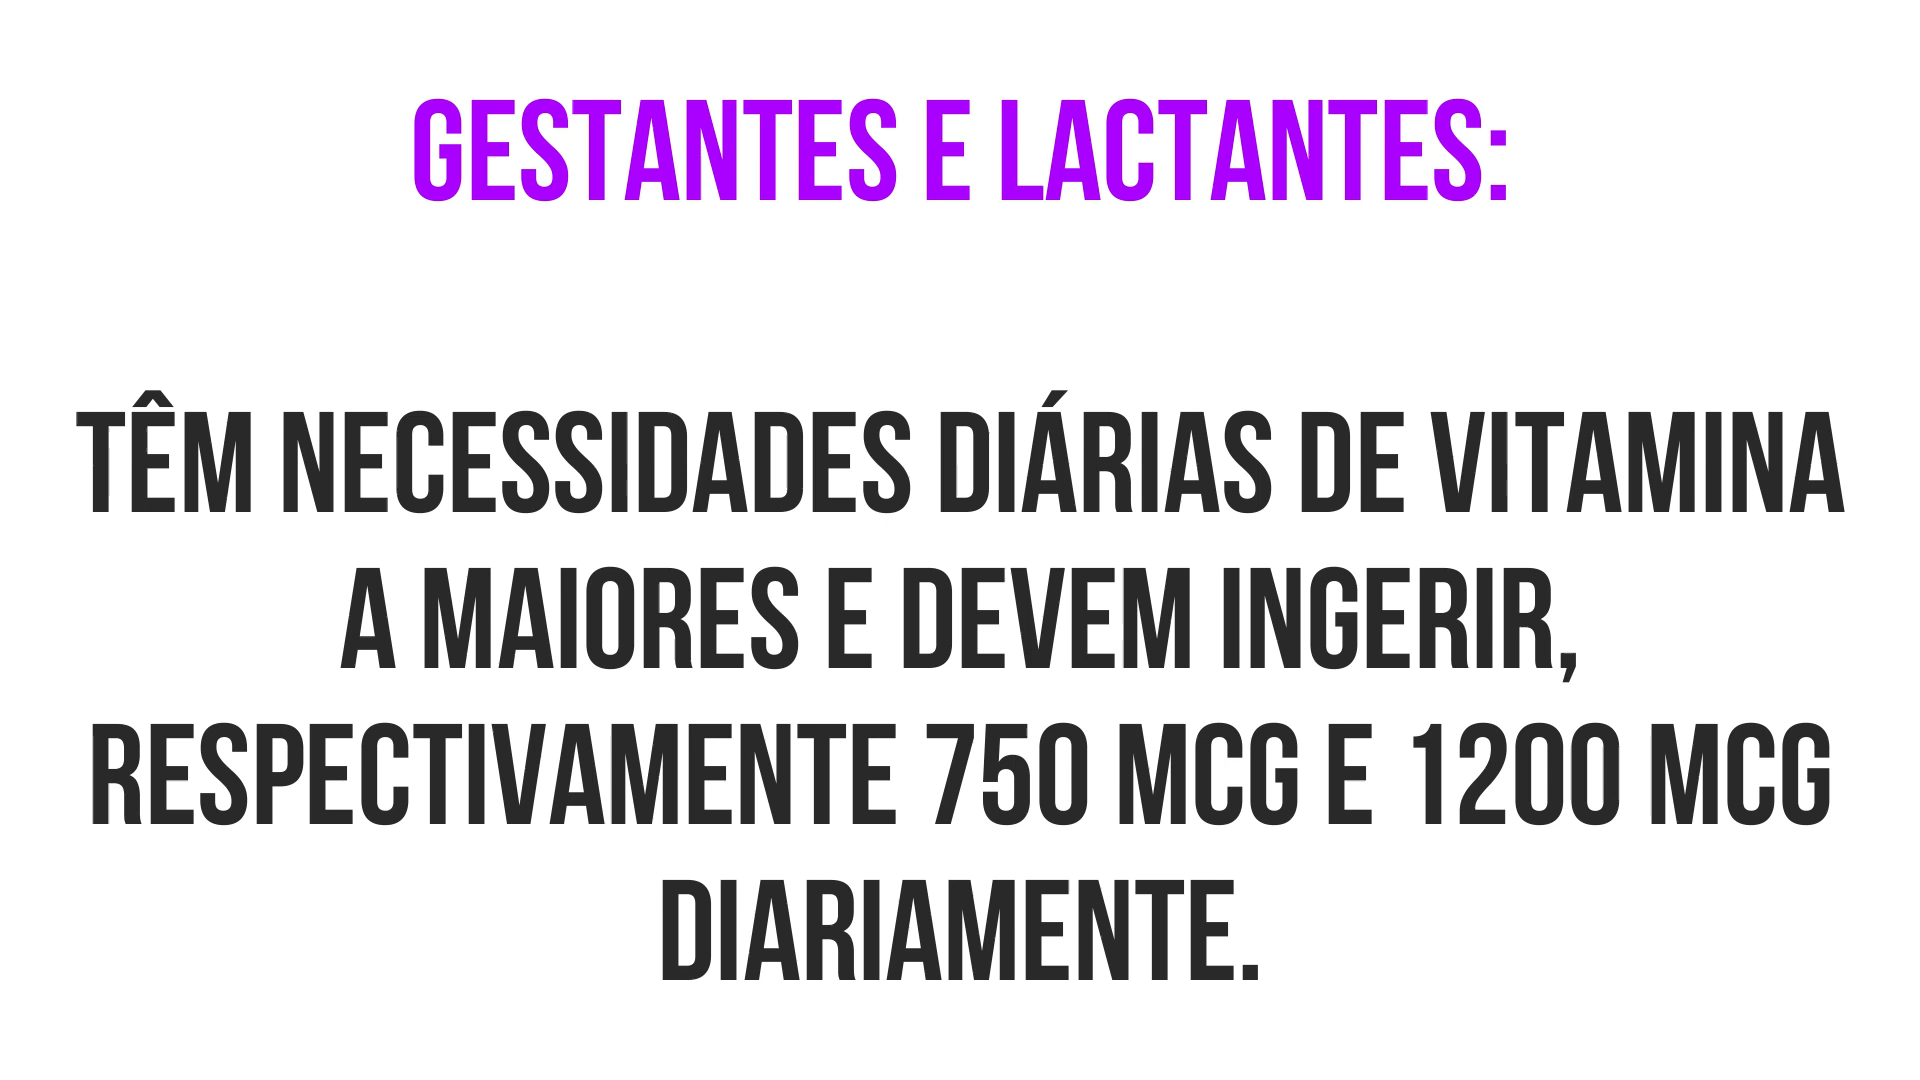 GESTANTES E LACTANTES:
TÊM NECESSIDADES DIÁRIAS DE VITAMINA
A MAIORES E DEVEM INGERIR,
RESPECTIVAMENTE 750 MCG E 1200 MCG
DIARIAMENTE.